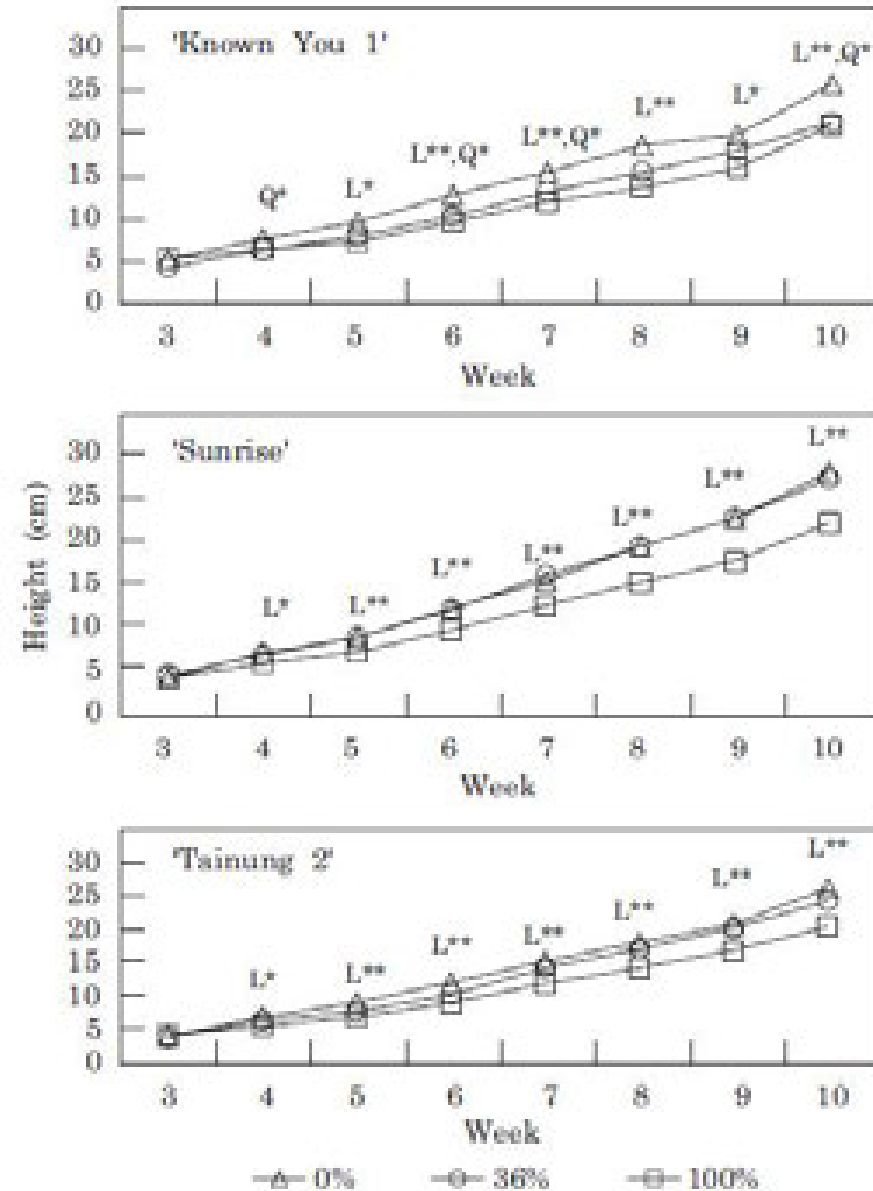 'Known You 1'
30
25
20
15
10
5
0
Q*
L*
L**,Q*
L**,Q*
L**
L*
L**,Q*
3 4 5 6 7 8 9 10
Week
Height (cm)
'Sunrise'
30
25
20
15
10
5
0
L*
L**
L**
L**
L**
L**
L**
3 4 5 6 7 8 9 10
Week
'Tainung 2'
30
25
20
15
10
5
0
L*
L**
L**
L**
L**
L**
L**
3 4 5 6 7 8 9 10
Week
0% 36% 100%